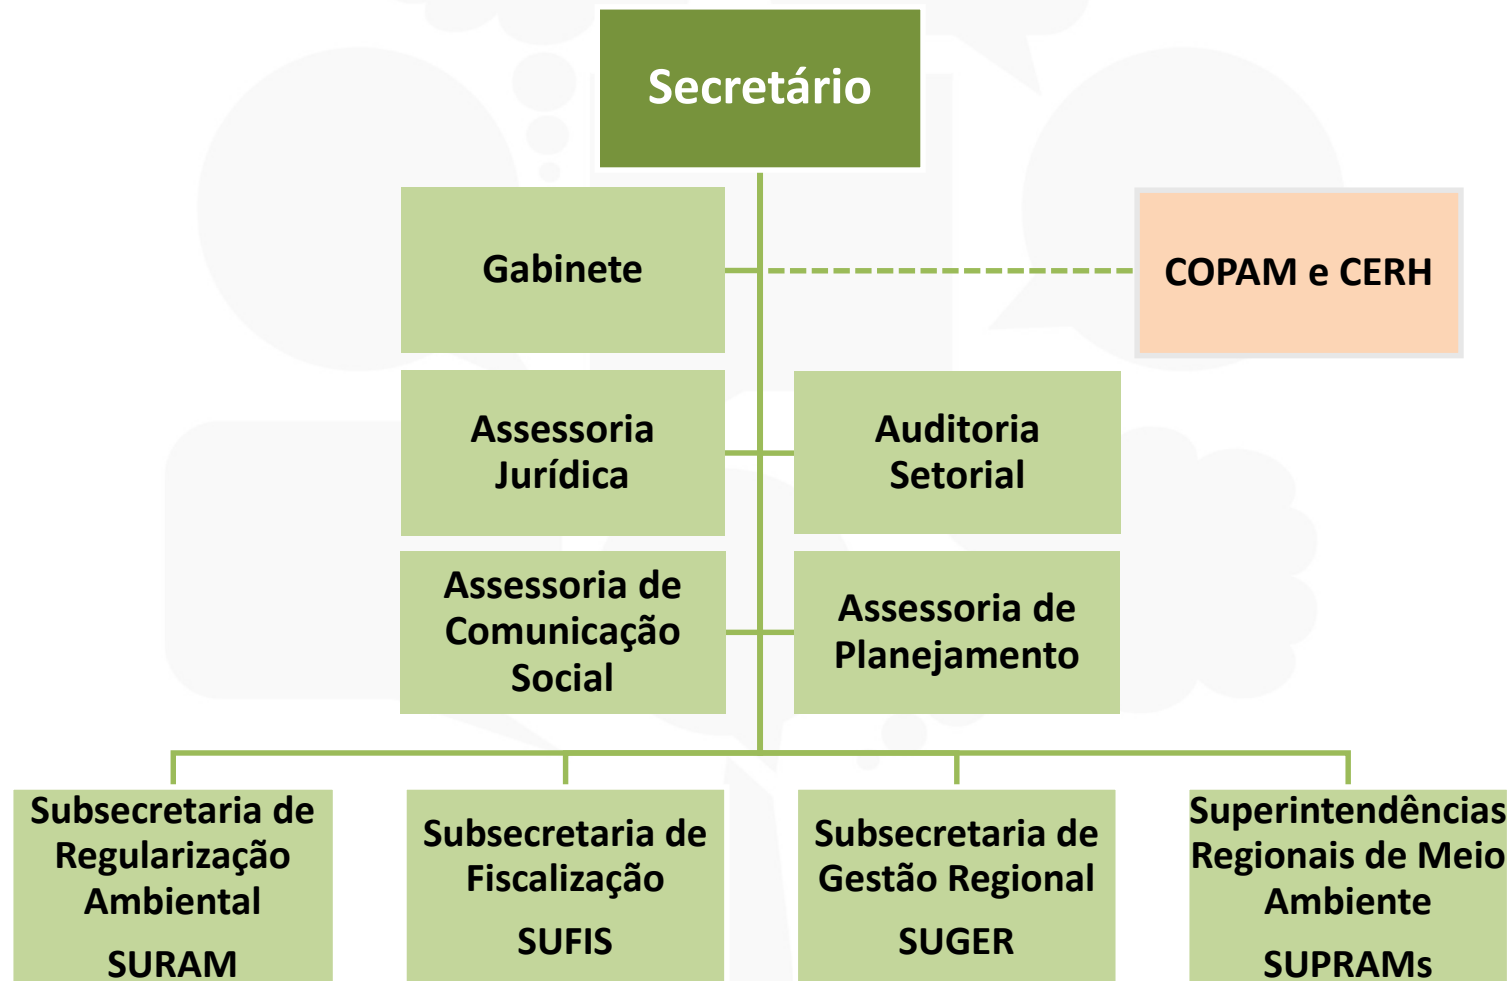 Secretário
Gabinete
COPAM e CERH
Assessoria
Jurídica
Auditoria
Setorial
Assessoria de
Comunicação
Social
Assessoria de
Planejamento
Subsecretaria de
Regularização
Ambiental
SURAM
Subsecretaria de
Fiscalização
SUFIS
Subsecretaria de
Gestão Regional
SUGER
Superintendências
Regionais de Meio
Ambiente
SUPRAMs